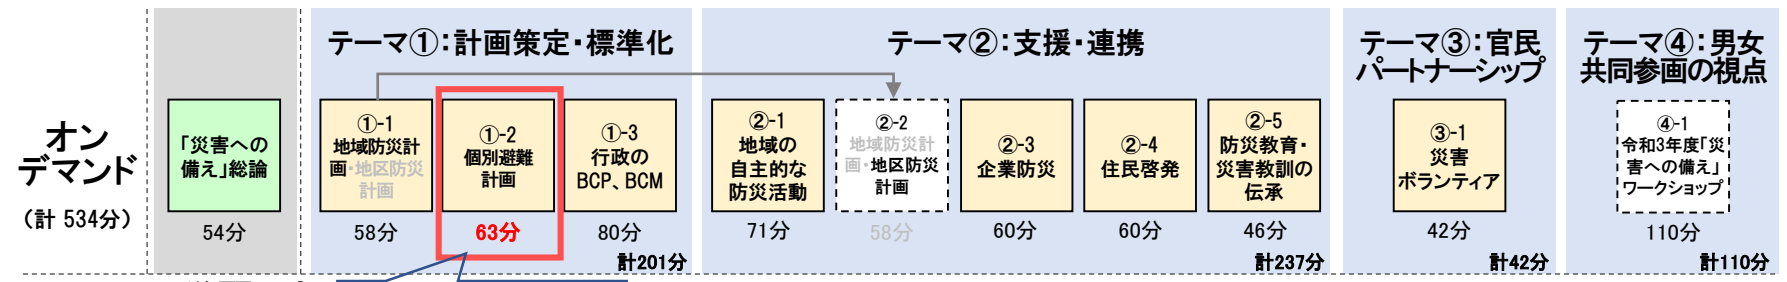 オン
デマンド
(計 534分)
「災害への
備え」総論
54分
テーマ①:計画策定・標準化
①-1
地域防災計
画・地区防災
計画
58分
①-2
個別避難
計画
63分
①-3
行政の
BCP、BCM
80分
計201分
テーマ②:支援・連携
②-1
地域の
自主的な
防災活動
71分
②-2
地域防災計
画・地区防災
計画
58分
②-3
企業防災
60分
②-4
住民啓発
60分
②-5
防災教育・
災害教訓の
伝承
46分
計237分
テーマ③:官民
パートナーシップ
③-1
災害
ボランティア
42分
計42分
テーマ④:男女
共同参画の視点
④-1
令和3年度「災
害への備え」
ワークショップ
110分
計110分